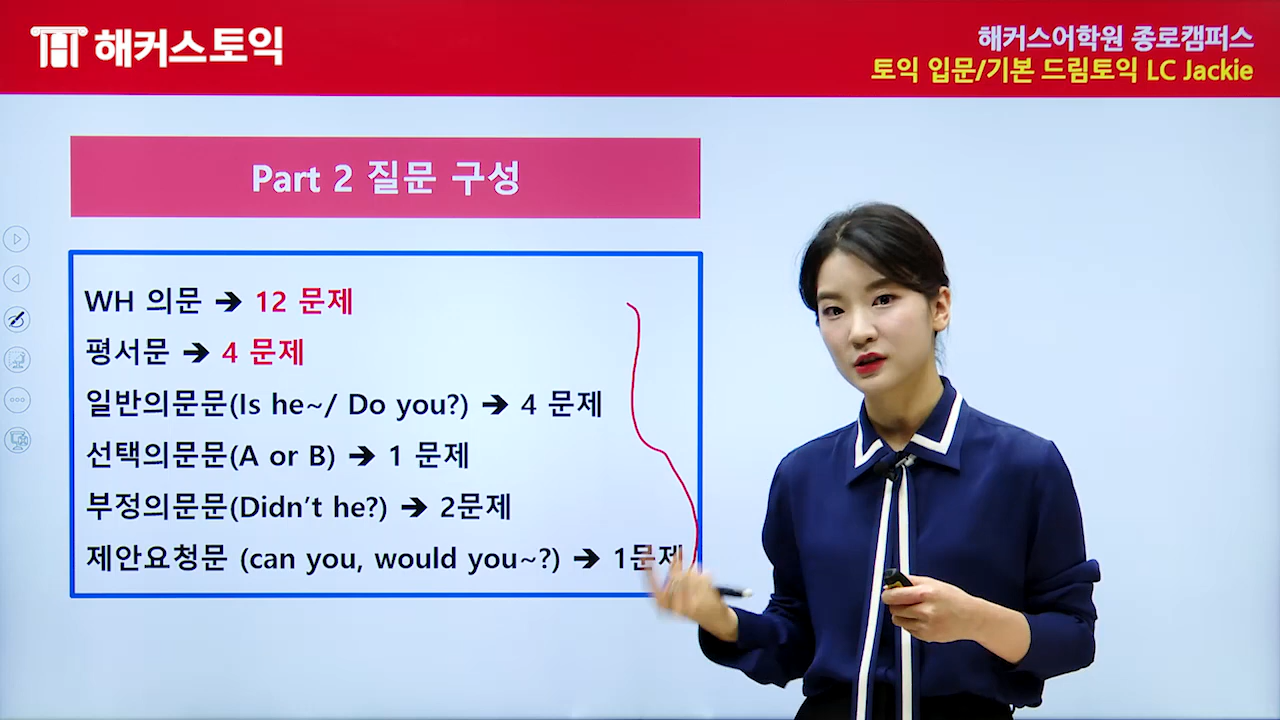 해커스토익
해커스어학원 종로캠퍼스
토익 입문/기본 드림토익 LC Jackie
Part 2 질문 구성
WH 의문 ➔ 12 문제
평서문 ➔ 4 문제
일반의문문(Is he~/ Do you?) ➔ 4 문제
선택의문문(A or B) ➔ 1 문제
부정의문문(Didn't he?) ➔ 2문제
제안요청문 (can you, would you~?) ➔ 1문제